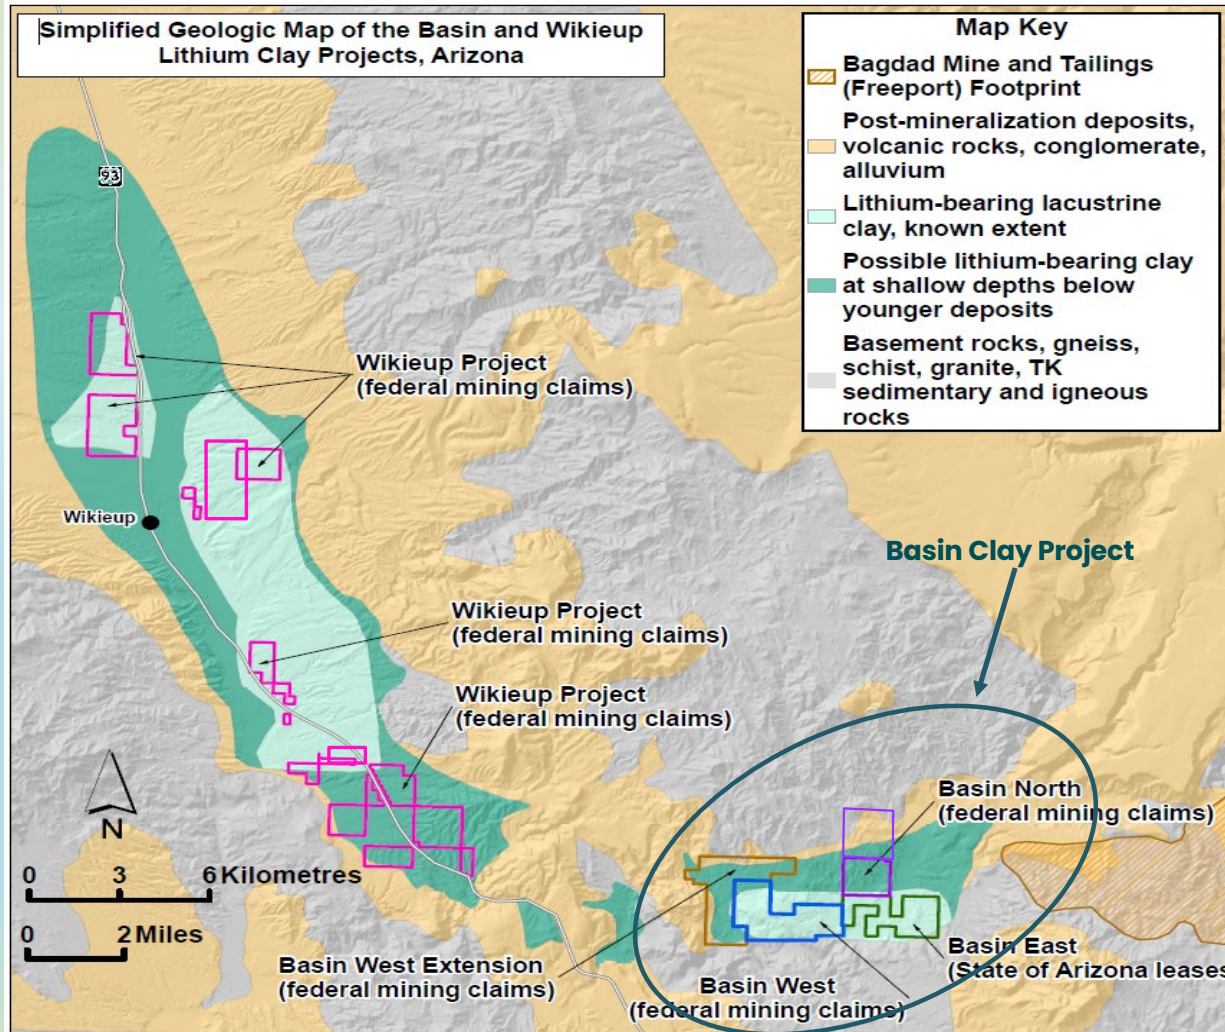 Simplified Geologic Map of the Basin and Wikieup
Lithium Clay Projects, Arizona
Map Key
Bagdad Mine and Tailings
(Freeport) Footprint
Post-mineralization deposits,
volcanic rocks, conglomerate,
alluvium
Lithium-bearing lacustrine
clay, known extent
Possible lithium-bearing clay
at shallow depths below
younger deposits
Basement rocks, gneiss,
schist, granite, TK
sedimentary and igneous
rocks
93
Wikieup Project
(federal mining claims)
Wikieup
Basin Clay Project
Wikieup Project
(federal mining claims)
Wikieup Project
(federal mining claims)
N
0 3 6 Kilometres
0 2 Miles
Basin North
(federal mining claims)
Basin East
(State of Arizona leases
Basin West Extension
(federal mining claims)
Basin West
(federal mining claims)